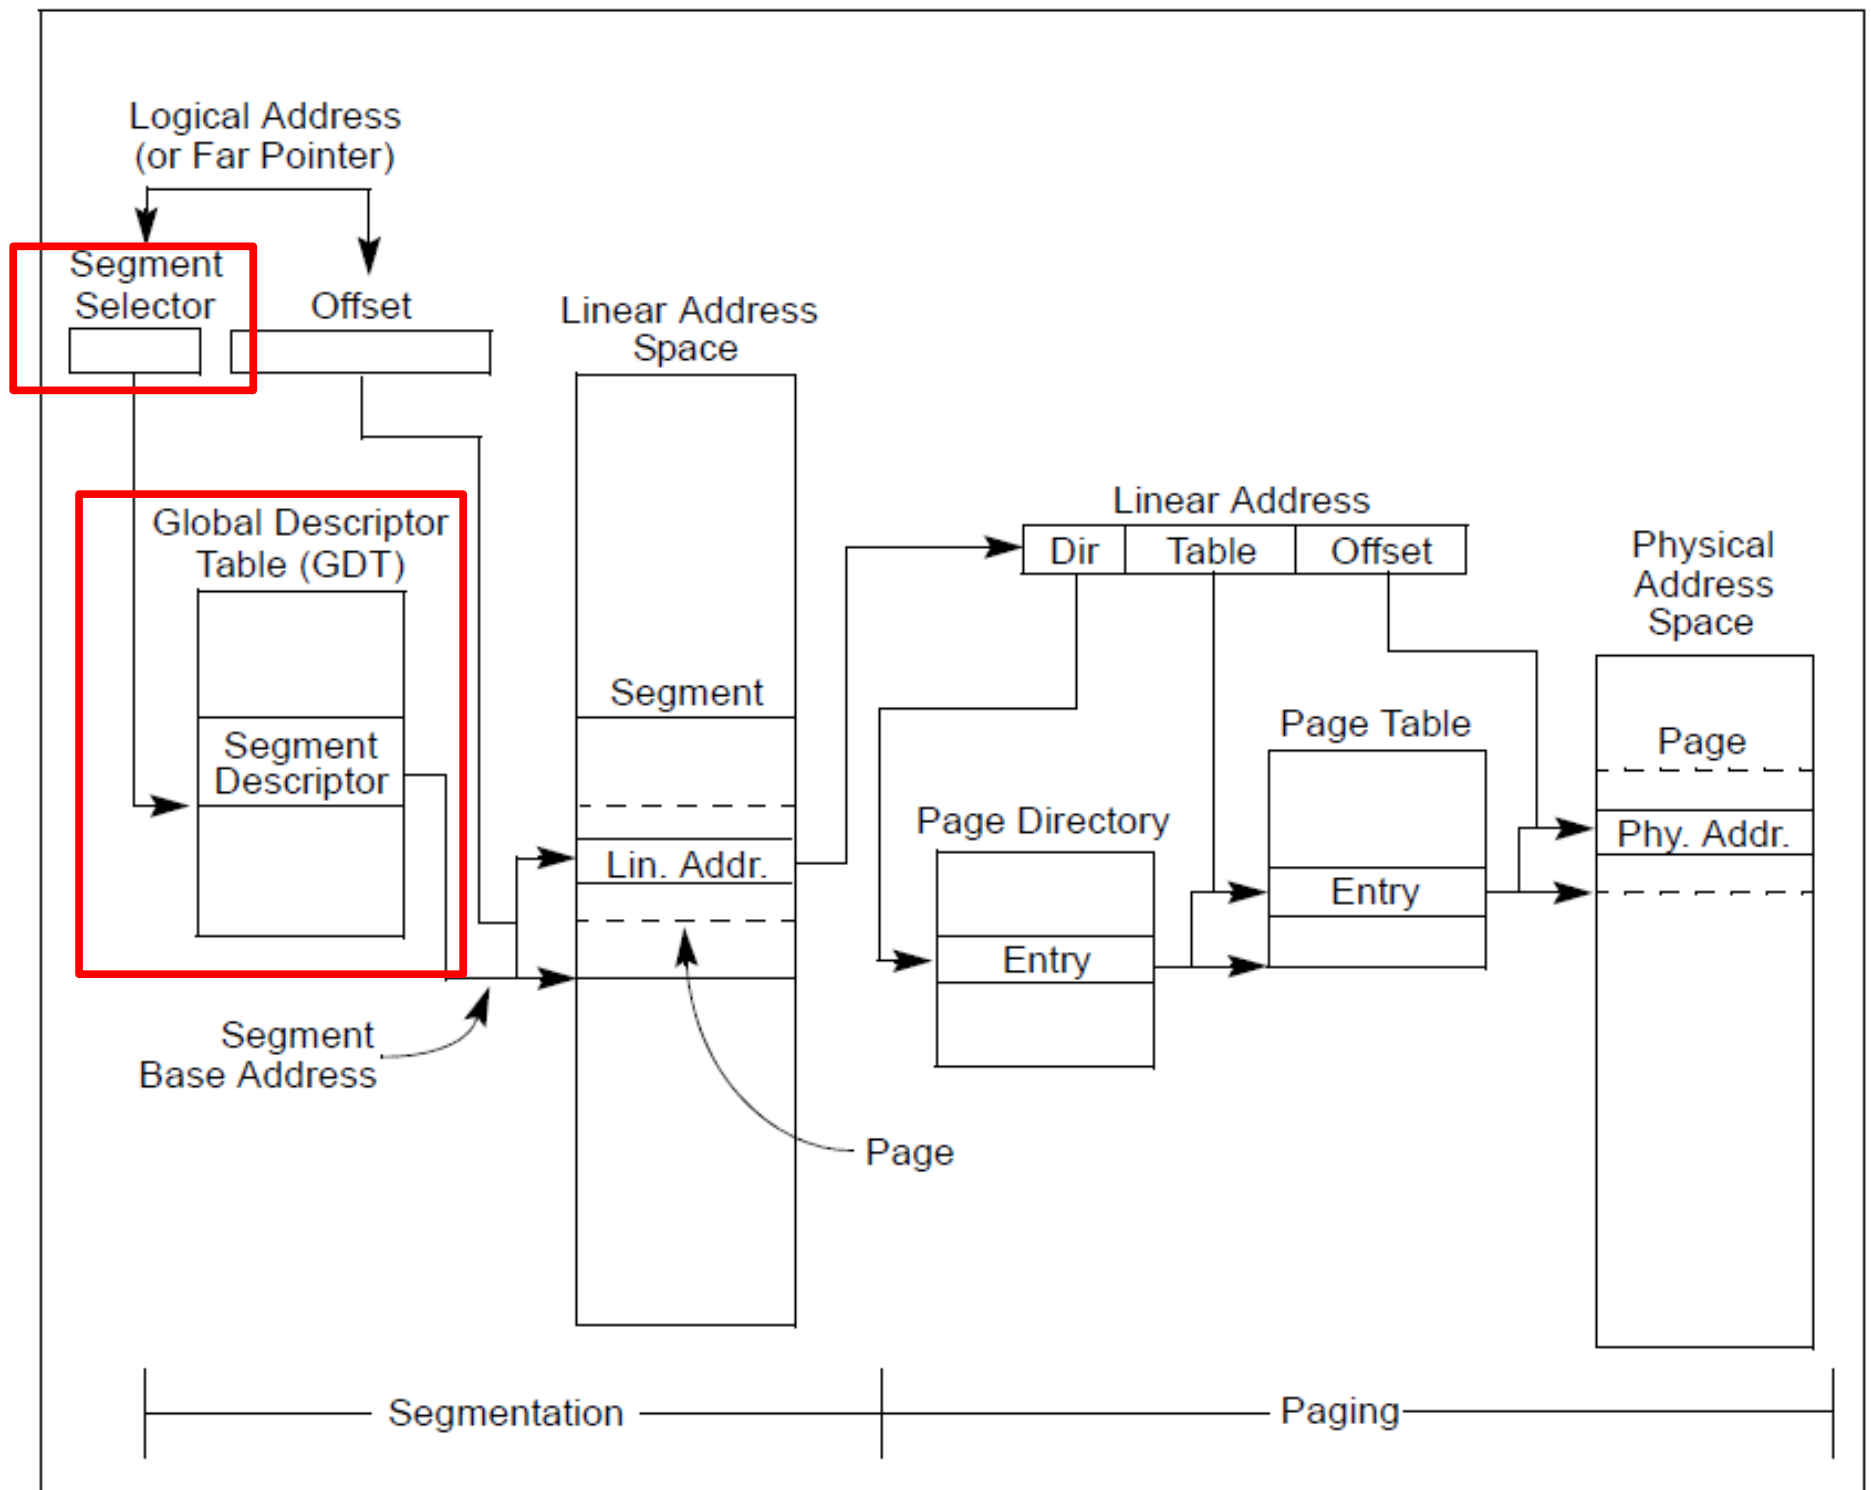 Logical Address
(or Far Pointer)
Segment
Selector
Offset
Linear Address
Space
Global Descriptor
Table (GDT)
Segment
Descriptor
Segment
Lin. Addr.
Segment
Base Address
Page
Linear Address
Dir
Table
Offset
Page Directory
Entry
Page Table
Entry
Physical
Address
Space
Page
Phy. Addr.
Segmentation
Paging